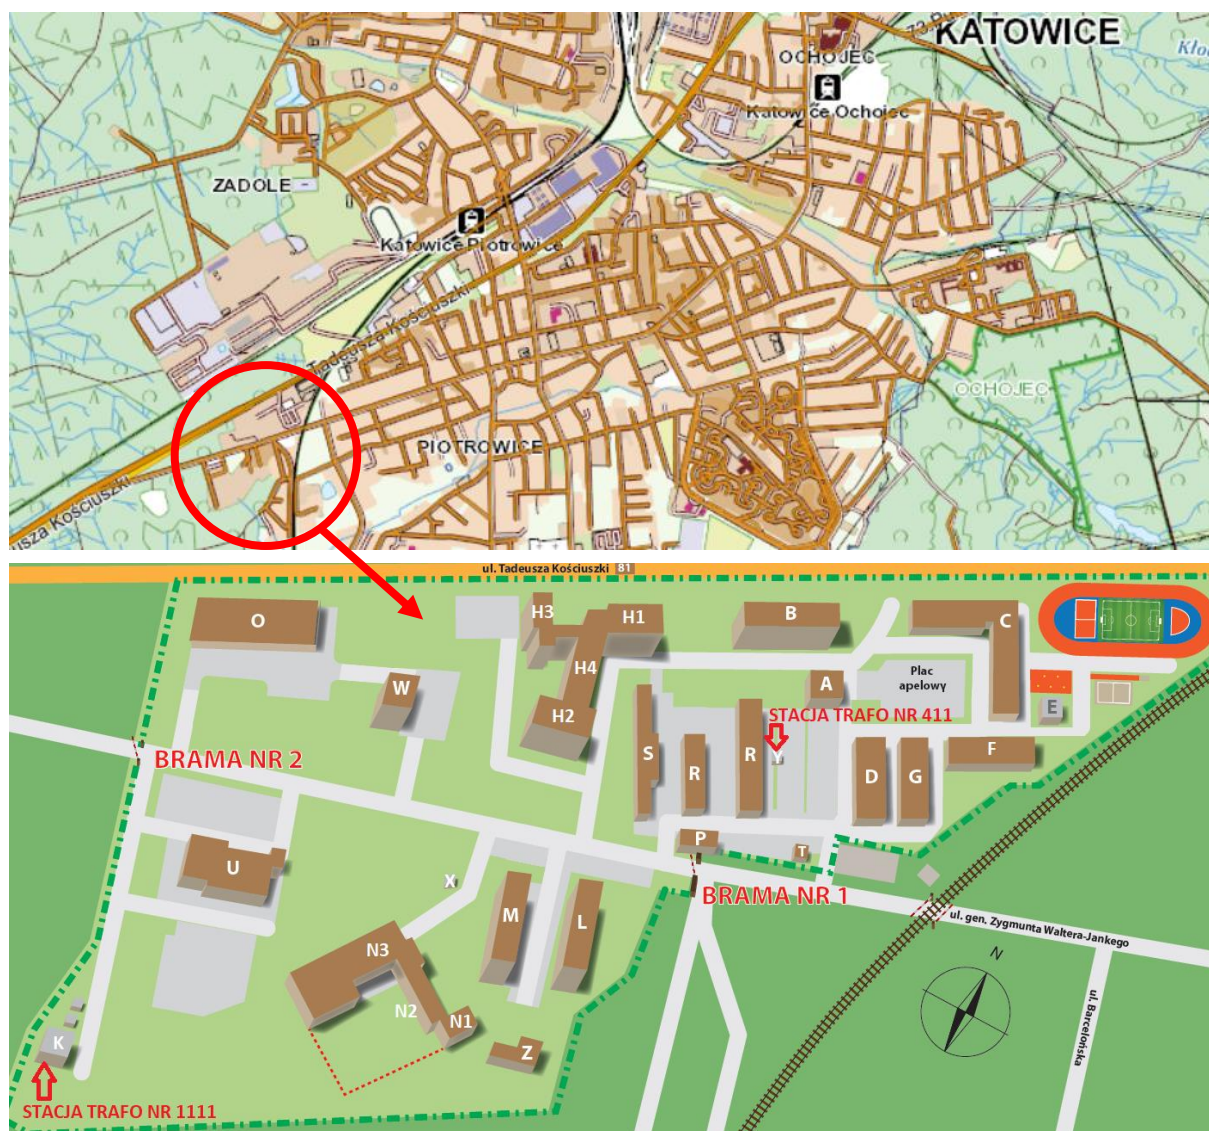 KATOWICE
OCHOJEC
Katowice Ochojec
ZADOLE
Katowice Piotrowice
Tadeusza Kościuszki
OCHOJEC
PIOTROWICE
usza Kościuszki
ul. Tadeusza Kościuszki 81
O
H3
H1
B
C
H4
W
A
Plac
apelowy
E
H2
STACJA TRAFO NR 411
BRAMA NR 2
S
R
R
Y
D
G
F
P
T
U
X
BRAMA NR 1
M
L
ul. gen. Zygmunta Waltera-Jankego
N3
N
N2
N1
ul. Barcelońska
K
Z
STACJA TRAFO NR 1111